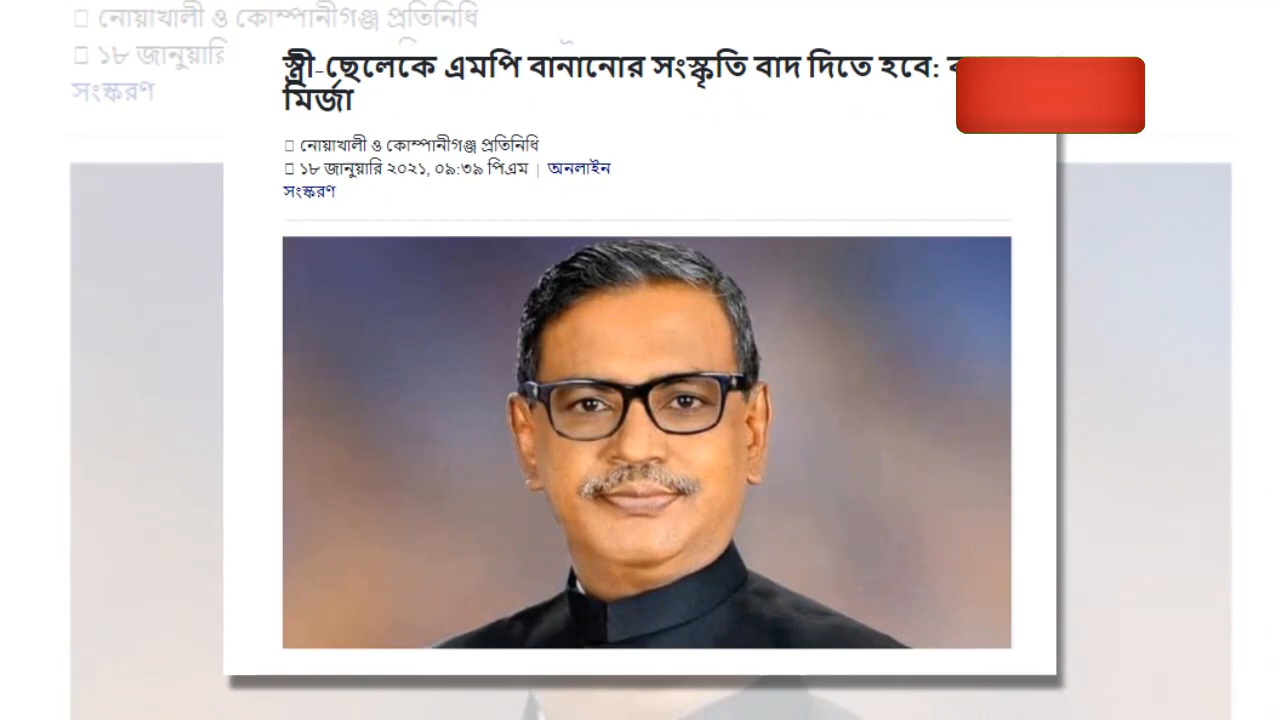 নোয়াখালী ও কোম্পানীগঞ্জ প্রতিনিধি
১৮ জানুয়ারি
সংস্করণ
স্ত্রী-ছেলেকে এমপি বানানোর সংস্কৃতি বাদ দিতে হবে:
মির্জা
নোয়াখালী ও কোম্পানীগঞ্জ প্রতিনিধি
১৮ জানুয়ারি ২০২১, ০৯:৩৯ পিএম | অনলাইন
সংস্করণ